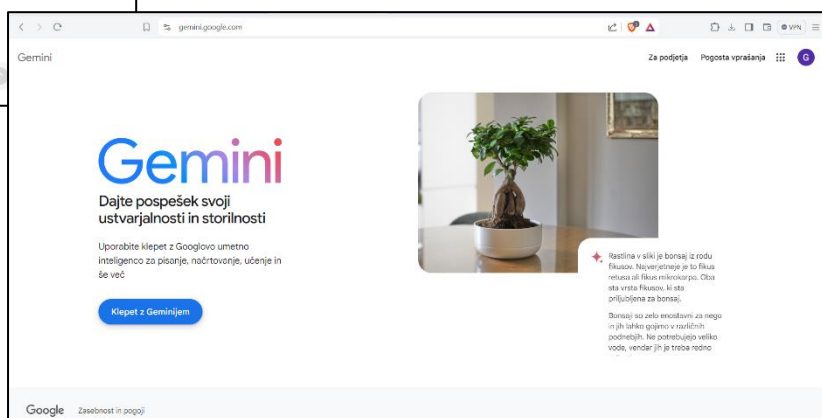 gemini.google.com
VPN
Gemini
Za podjetja
Pogosta vprašanja
G
Gemini
Dajte pospešek svoji
ustvarjalnosti in storilnosti
Uporabite klepet z Googlovo umetno
inteligenco za pisanje, načrtovanje, učenje in
še več
Klepet z Geminijem
Rastlina v sliki je bonsaj iz rodu
fikusov. Najverjetneje je to fikus
retusa ali fikus mikrokarpa. Oba
sta vrsta fikusov, ki sta
priljubljena za bonsaj.
Bonsaji so zelo enostavni za nego
in jih lahko gojimo v različnih
podnebjih. Ne potrebujejo veliko
vode, vendar jih je treba redno
Google
Zasebnost in pogoji